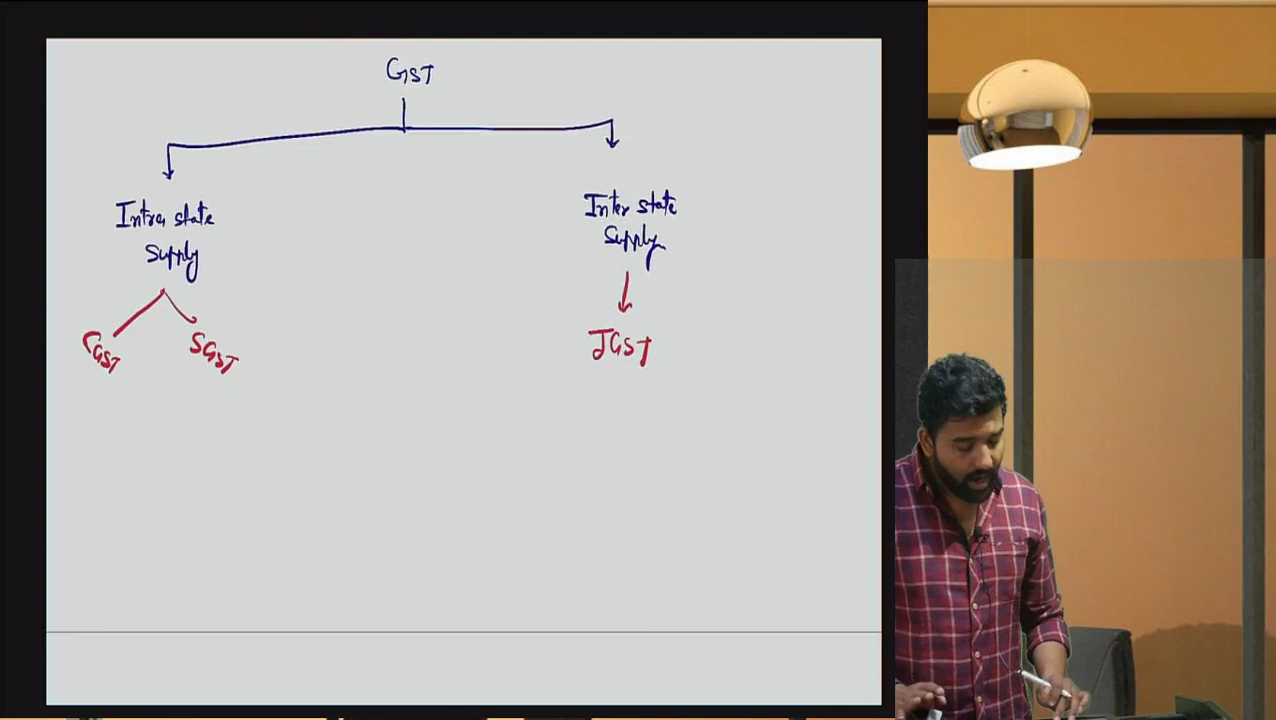 GST
Intra state
Supply
Inter state
Supply
CGST
SGST
IGST